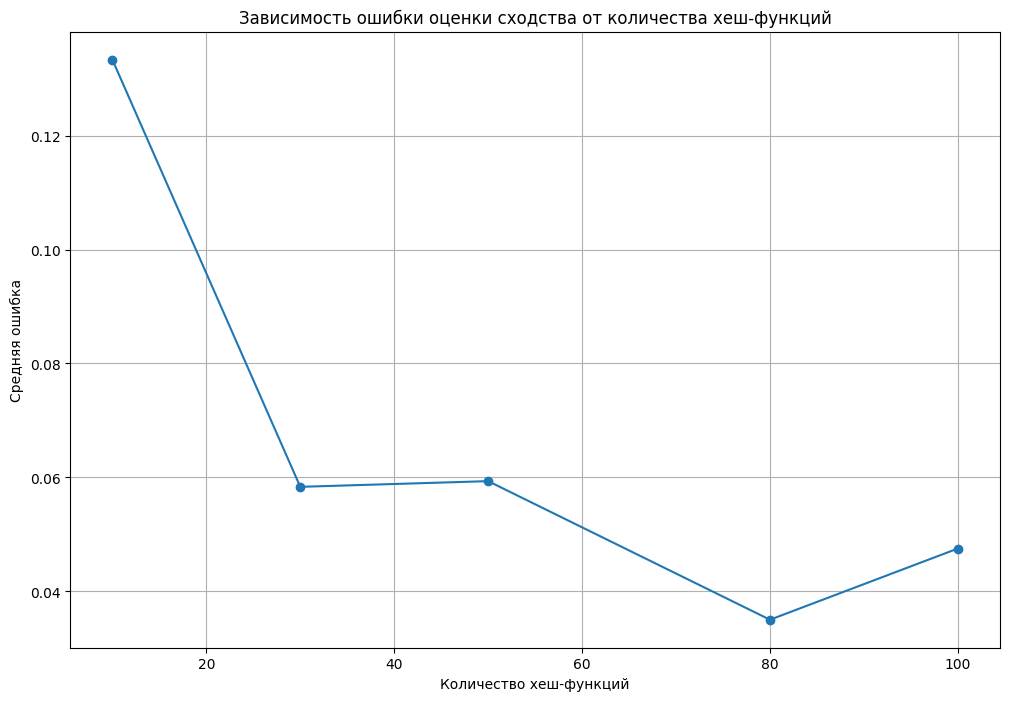 Зависимость ошибки оценки сходства от количества хеш-функций
Средняя ошибка
0.12
0.10
0.08
0.06
0.04
20 40 60 80 100
Количество хеш-функций